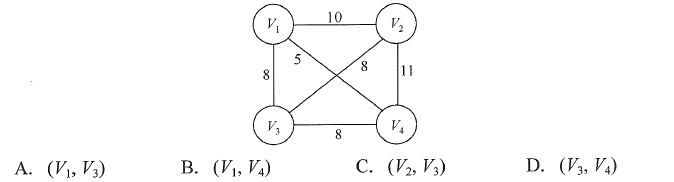 V₁ 10 V₂
5 8
8 11
V₃ 8 V₄
A. (V₁, V₃) B. (V₁, V₄) C. (V₂, V₃) D. (V₃, V₄)